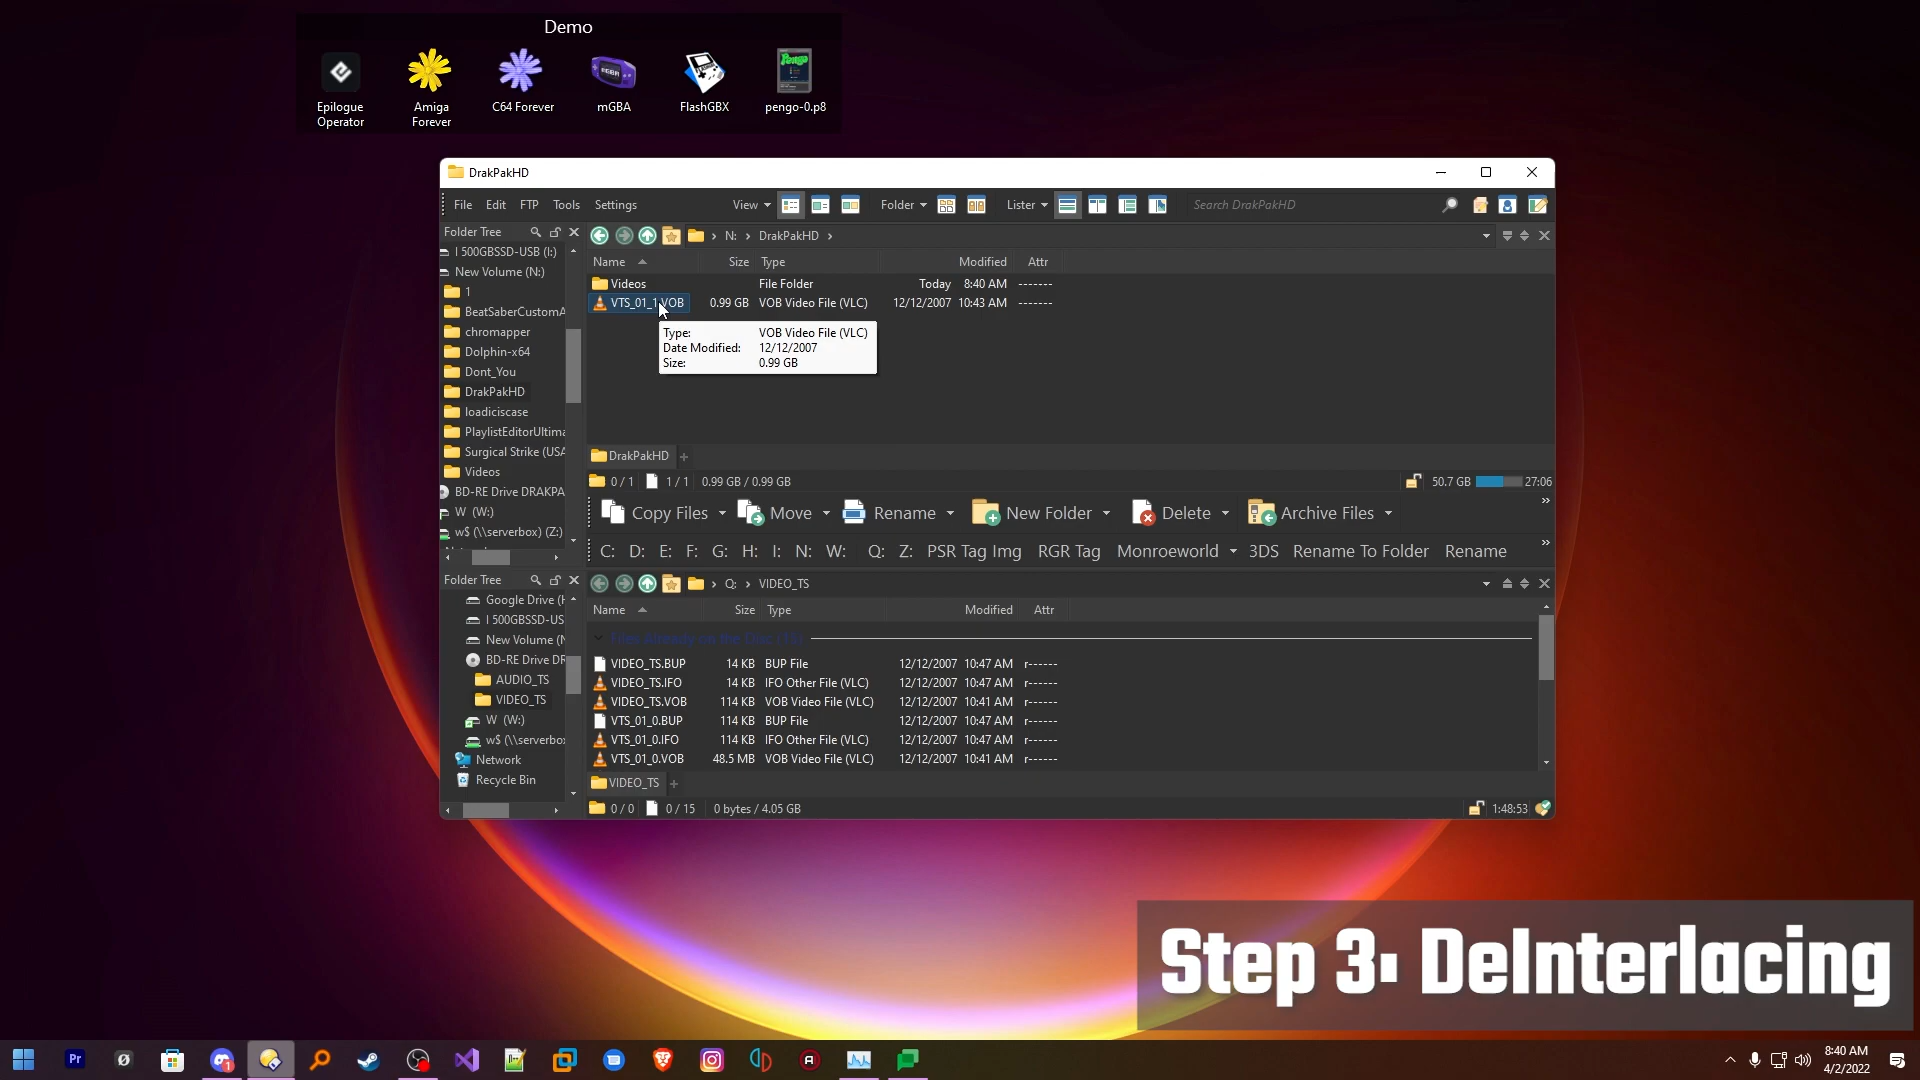 Demo
Epilogue Operator
Amiga Forever
C64 Forever
mGBA
FlashGBX
pengo-0.p8
DrakPakHD
File Edit FTP Tools Settings View Folder Lister Search DrakPakHD
Folder Tree
N: DrakPakHD
I 500GBSSD-USB (I:)
New Volume (N:)
1
BeatSaberCustomA
chromapper
Dolphin-x64
Dont_You
DrakPakHD
loadiciscase
PlaylistEditorUltima
Surgical Strike (USA
Videos
BD-RE Drive DRAKPA
W (W:)
w$ (\\serverbox) (Z:)
Name Size Type Modified Attr
Videos File Folder Today 8:40 AM -------
VTS_01_1.VOB 0.99 GB VOB Video File (VLC) 12/12/2007 10:43 AM -------
Type: VOB Video File (VLC)
Date Modified: 12/12/2007
Size: 0.99 GB
DrakPakHD +
0 / 1 1 / 1 0.99 GB / 0.99 GB 50.7 GB 27:06
Copy Files Move Rename New Folder Delete Archive Files
C: D: E: F: G: H: I: N: W: Q: Z: PSR Tag Img RGR Tag Monroeworld 3DS Rename To Folder Rename
Folder Tree
Google Drive (H
I 500GBSSD-US
New Volume (N
BD-RE Drive DR
AUDIO_TS
VIDEO_TS
W (W:)
w$ (\\serverbox
Network
Recycle Bin
Q: VIDEO_TS
Name Size Type Modified Attr
Files already on the Disc (15)
VIDEO_TS.BUP 14 KB BUP File 12/12/2007 10:47 AM r------
VIDEO_TS.IFO 14 KB IFO Other File (VLC) 12/12/2007 10:47 AM r------
VIDEO_TS.VOB 114 KB VOB Video File (VLC) 12/12/2007 10:41 AM r------
VTS_01_0.BUP 114 KB BUP File 12/12/2007 10:47 AM r------
VTS_01_0.IFO 114 KB IFO Other File (VLC) 12/12/2007 10:47 AM r------
VTS_01_0.VOB 48.5 MB VOB Video File (VLC) 12/12/2007 10:41 AM r------
VIDEO_TS +
0 / 0 0 / 15 0 bytes / 4.05 GB 1:48:53
Step 3: DeInterlacing
Pr
8:40 AM
4/2/2022